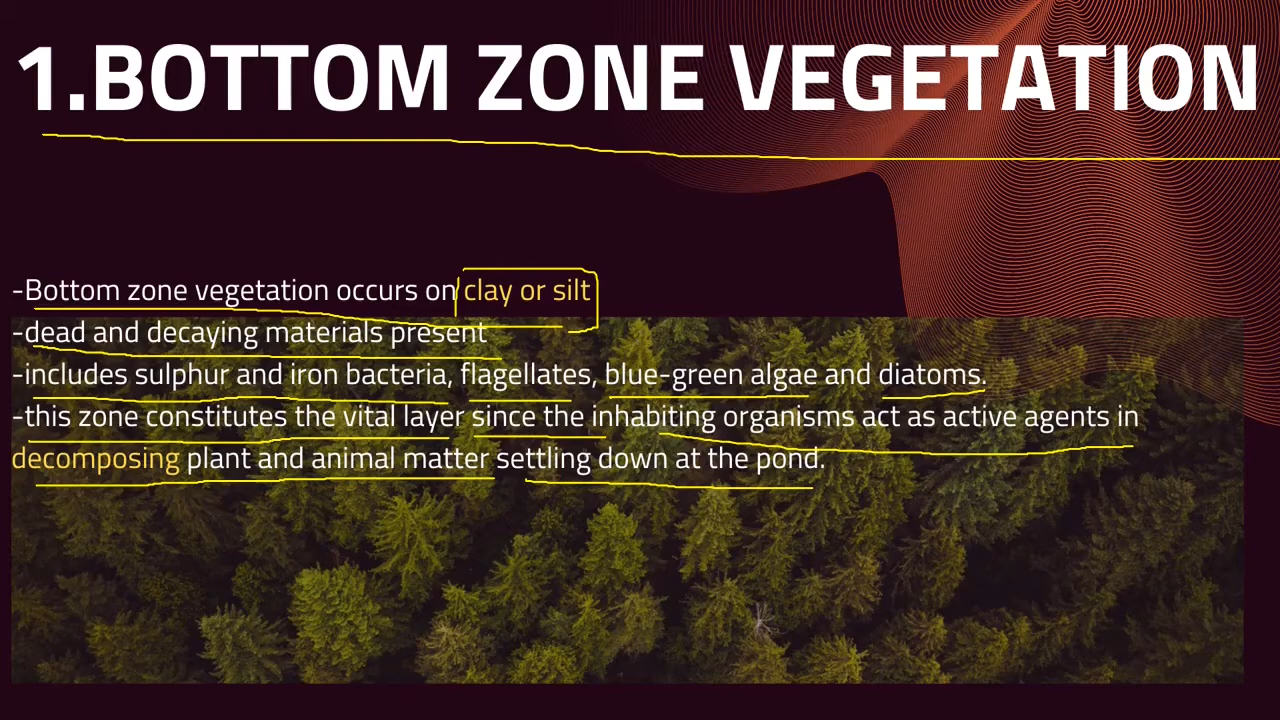 1.BOTTOM ZONE VEGETATION
-Bottom zone vegetation occurs on clay or silt
-dead and decaying materials present
-includes sulphur and iron bacteria, flagellates, blue-green algae and diatoms.
-this zone constitutes the vital layer since the inhabiting organisms act as active agents in
decomposing plant and animal matter settling down at the pond.